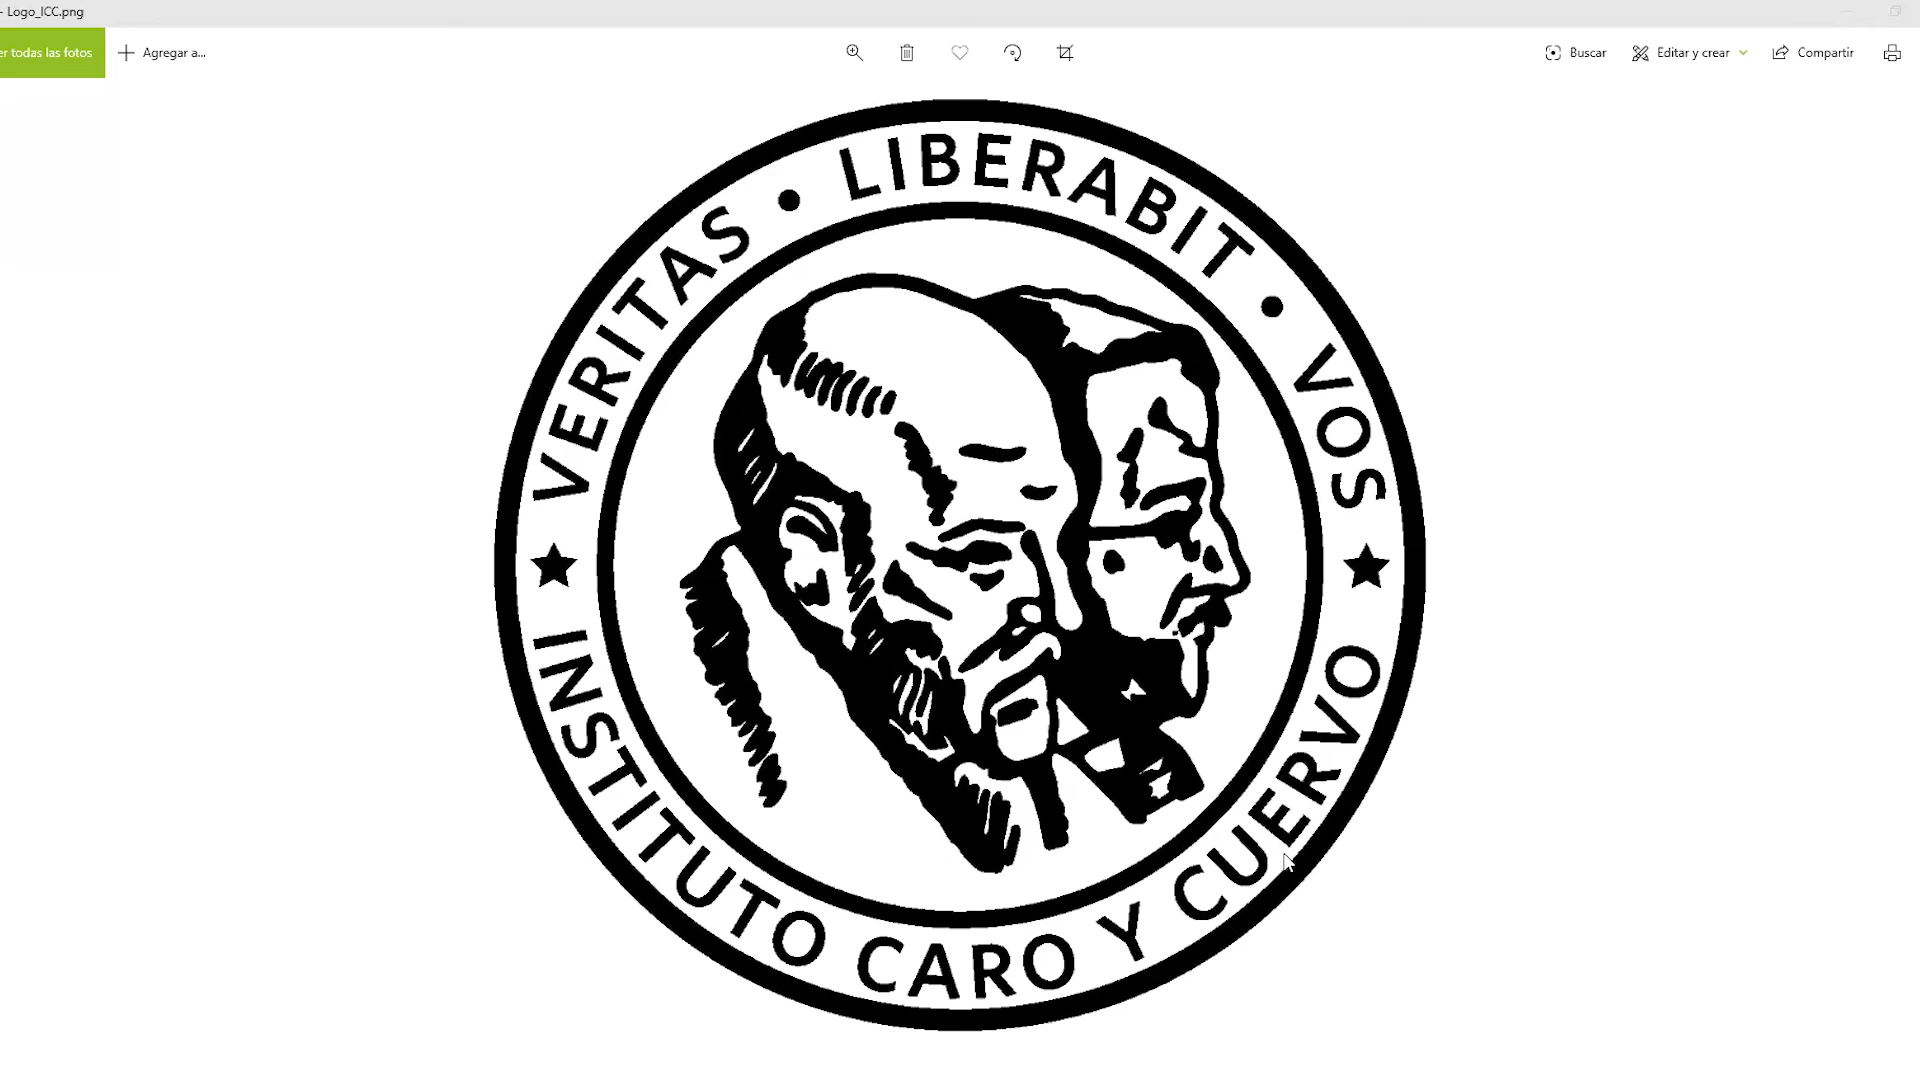 - Logo_ICC.png
er todas las fotos
Agregar a...
Buscar
Editar y crear
Compartir
VERITAS • LIBERABIT • VOS
INSTITUTO CARO Y CUERVO